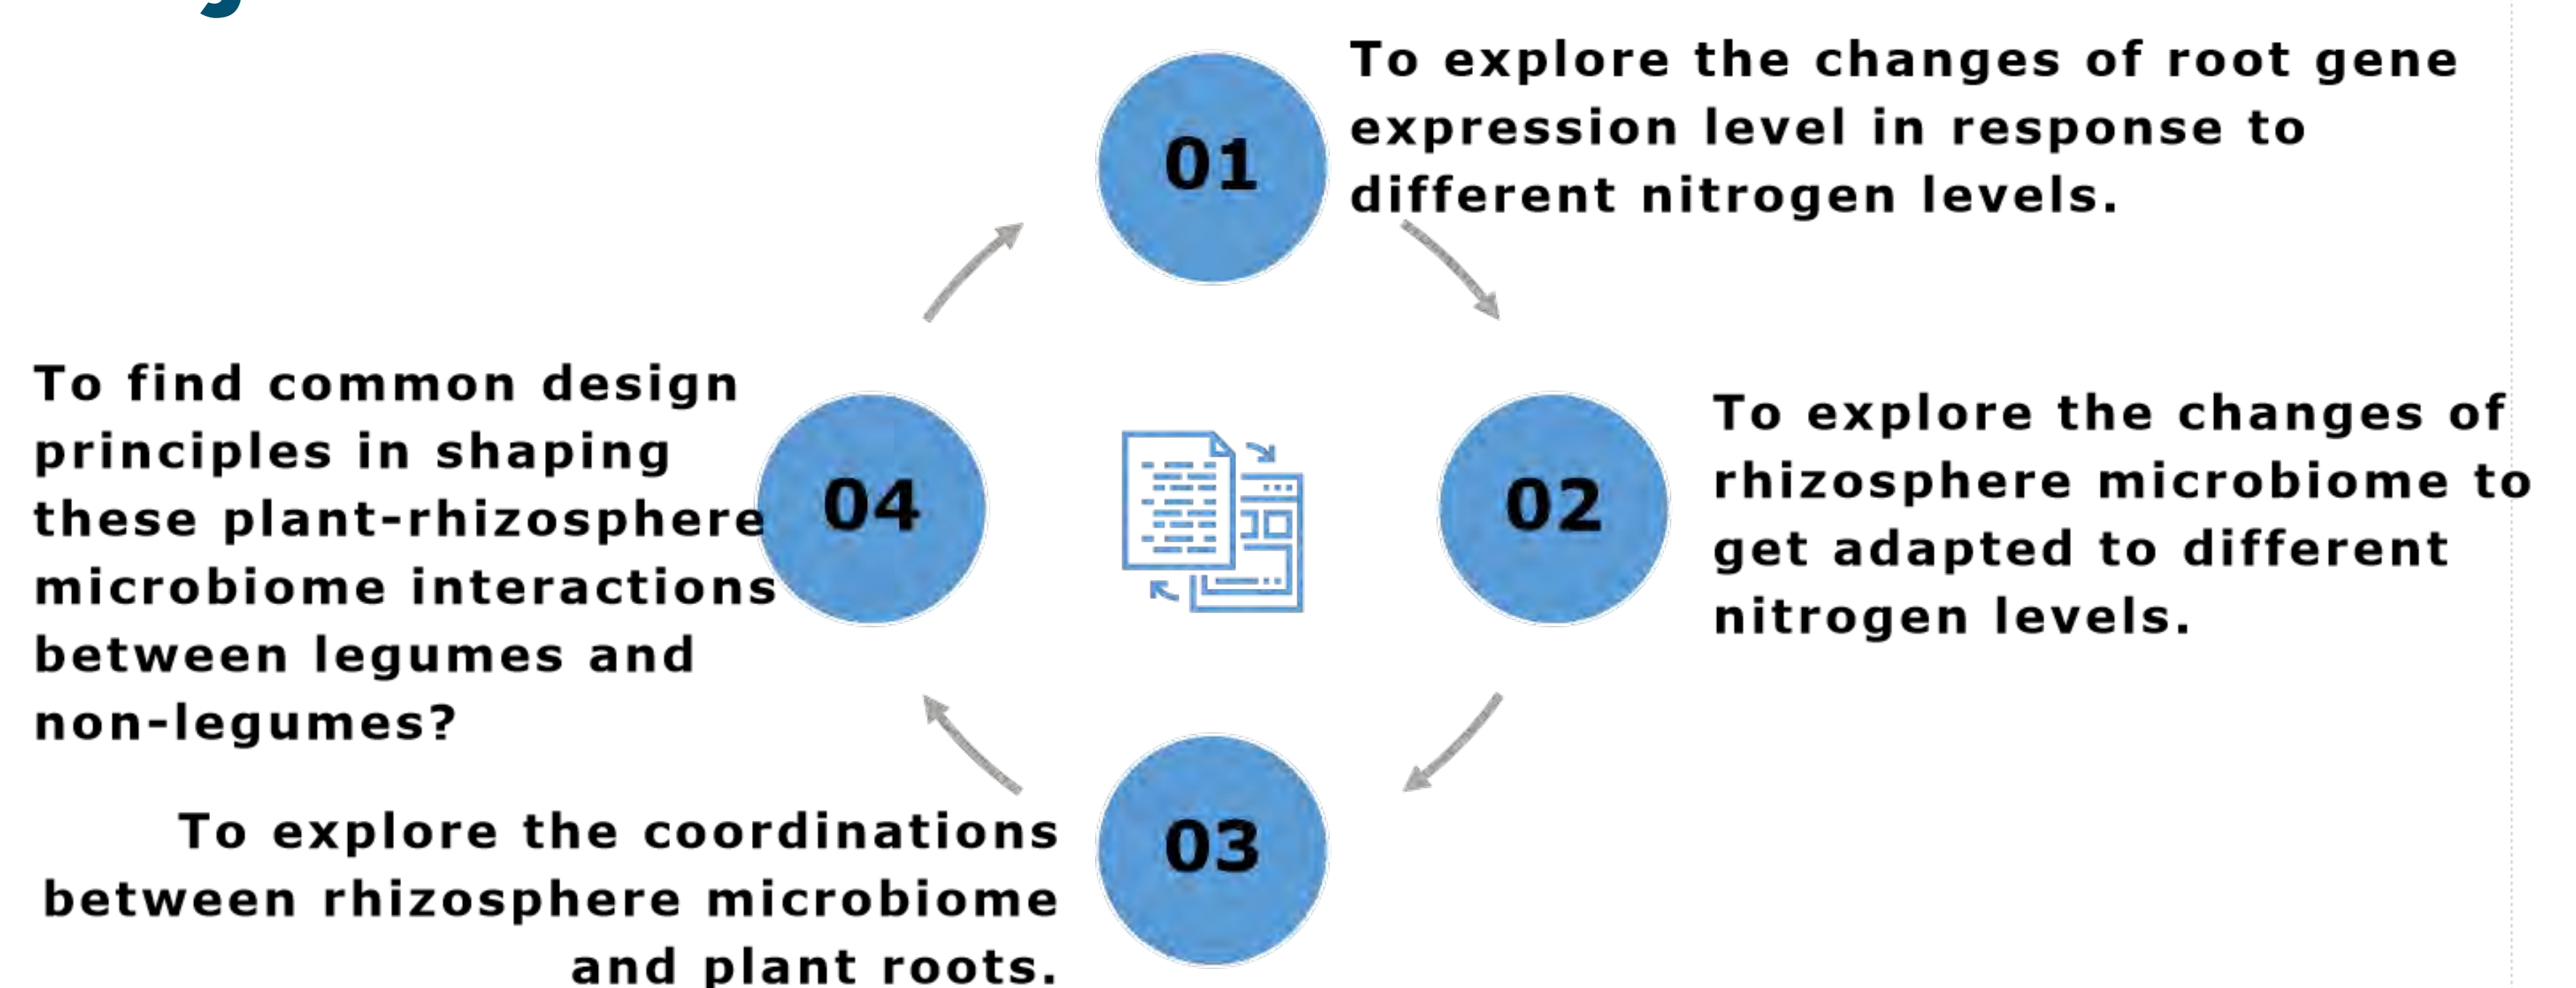 01
To explore the changes of root gene
expression level in response to
different nitrogen levels.
02
To explore the changes of
rhizosphere microbiome to
get adapted to different
nitrogen levels.
03
To explore the coordinations
between rhizosphere microbiome
and plant roots.
04
To find common design
principles in shaping
these plant-rhizosphere
microbiome interactions
between legumes and
non-legumes?